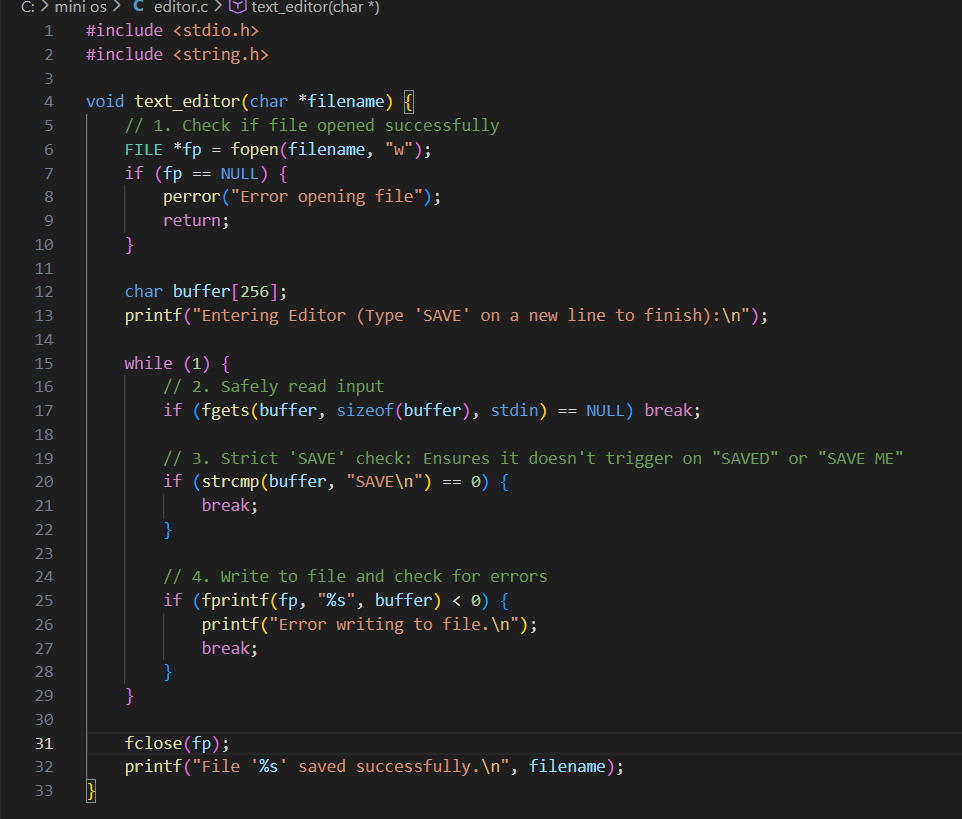 C: > mini os > C editor.c > text_editor(char *)
1 #include <stdio.h>
2 #include <string.h>
3
4 void text_editor(char *filename) {
5     // 1. Check if file opened successfully
6     FILE *fp = fopen(filename, "w");
7     if (fp == NULL) {
8         perror("Error opening file");
9         return;
10     }
11
12     char buffer[256];
13     printf("Entering Editor (Type 'SAVE' on a new line to finish):\n");
14
15     while (1) {
16         // 2. Safely read input
17         if (fgets(buffer, sizeof(buffer), stdin) == NULL) break;
18
19         // 3. Strict 'SAVE' check: Ensures it doesn't trigger on "SAVED" or "SAVE ME"
20         if (strcmp(buffer, "SAVE\n") == 0) {
21             break;
22         }
23
24         // 4. Write to file and check for errors
25         if (fprintf(fp, "%s", buffer) < 0) {
26             printf("Error writing to file.\n");
27             break;
28         }
29     }
30
31     fclose(fp);
32     printf("File '%s' saved successfully.\n", filename);
33 }